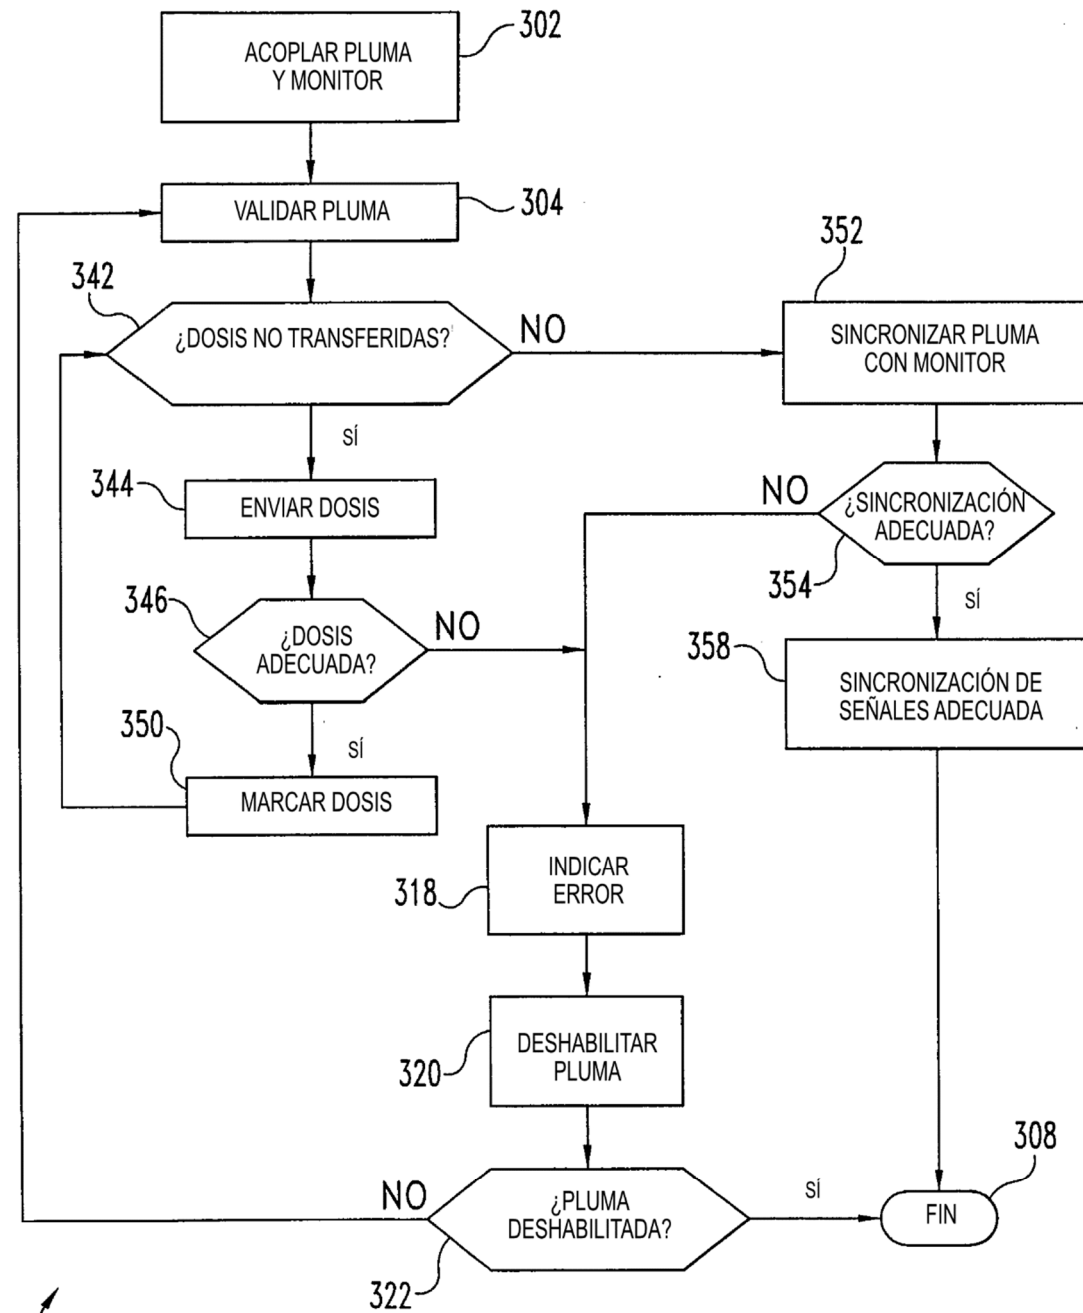 302
ACOPLAR PLUMA
Y MONITOR
304
VALIDAR PLUMA
342
¿DOSIS NO TRANSFERIDAS?
NO
352
SINCRONIZAR PLUMA
CON MONITOR
SÍ
344
ENVIAR DOSIS
NO
¿SINCRONIZACIÓN
ADECUADA?
354
SÍ
346
¿DOSIS
ADECUADA?
NO
358
SINCRONIZACIÓN DE
SEÑALES ADECUADA
350
SÍ
MARCAR DOSIS
318
INDICAR
ERROR
320
DESHABILITAR
PLUMA
NO
¿PLUMA
DESHABILITADA?
322
SÍ
308
FIN